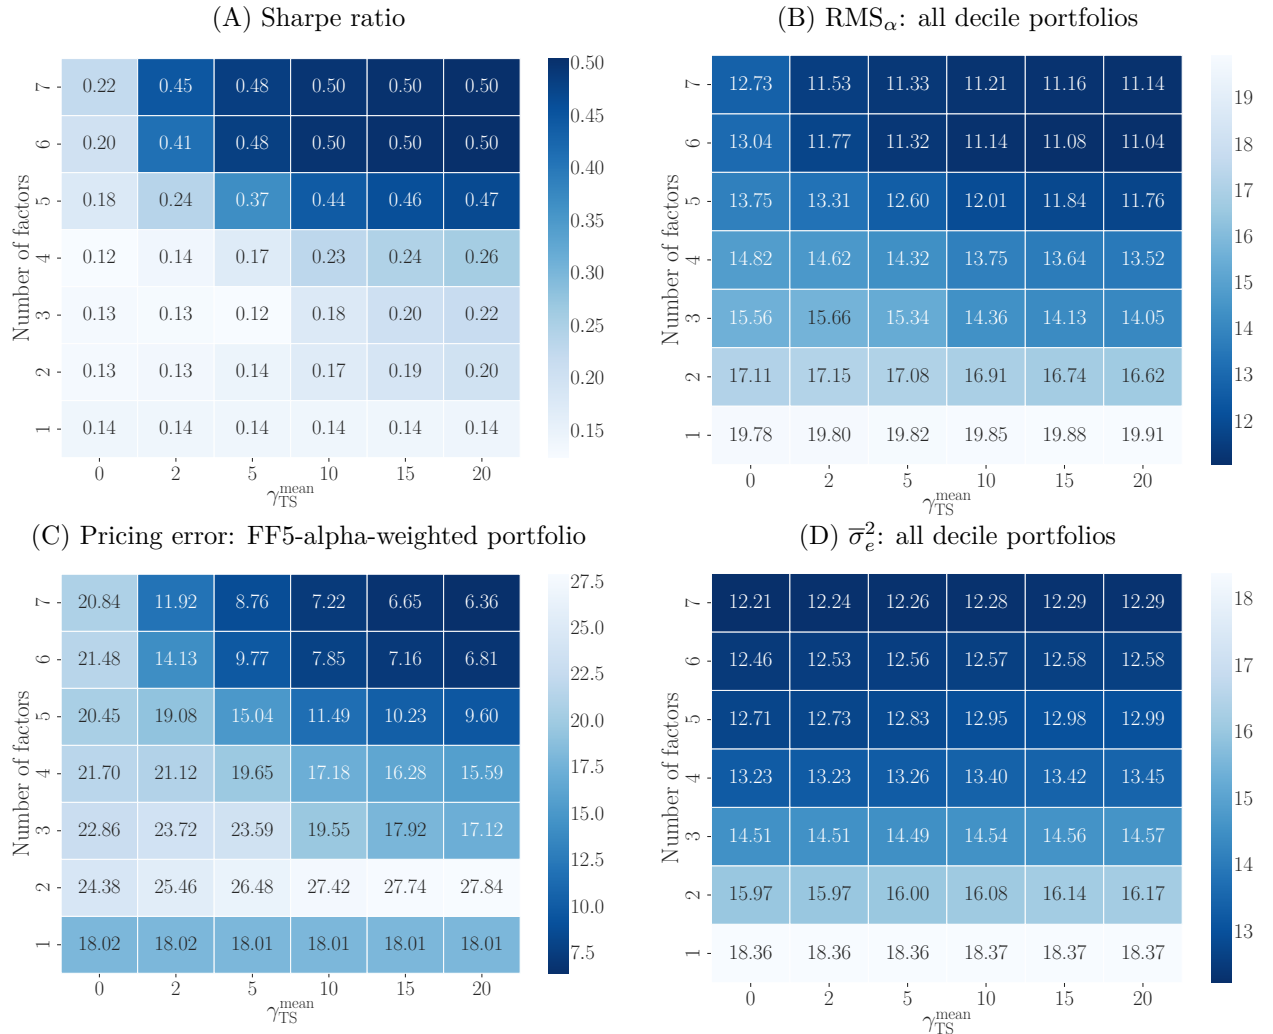 (A) Sharpe ratio
Number of factors
7 0.22 0.45 0.48 0.50 0.50 0.50
6 0.20 0.41 0.48 0.50 0.50 0.50
5 0.18 0.24 0.37 0.44 0.46 0.47
4 0.12 0.14 0.17 0.23 0.24 0.26
3 0.13 0.13 0.12 0.18 0.20 0.22
2 0.13 0.13 0.14 0.17 0.19 0.20
1 0.14 0.14 0.14 0.14 0.14 0.14
0 2 5 10 15 20
γ_TS^mean
0.50
0.45
0.40
0.35
0.30
0.25
0.20
0.15
(B) RMS_α: all decile portfolios
Number of factors
7 12.73 11.53 11.33 11.21 11.16 11.14
6 13.04 11.77 11.32 11.14 11.08 11.04
5 13.75 13.31 12.60 12.01 11.84 11.76
4 14.82 14.62 14.32 13.75 13.64 13.52
3 15.56 15.66 15.34 14.36 14.13 14.05
2 17.11 17.15 17.08 16.91 16.74 16.62
1 19.78 19.80 19.82 19.85 19.88 19.91
0 2 5 10 15 20
γ_TS^mean
19
18
17
16
15
14
13
12
(C) Pricing error: FF5-alpha-weighted portfolio
Number of factors
7 20.84 11.92 8.76 7.22 6.65 6.36
6 21.48 14.13 9.77 7.85 7.16 6.81
5 20.45 19.08 15.04 11.49 10.23 9.60
4 21.70 21.12 19.65 17.18 16.28 15.59
3 22.86 23.72 23.59 19.55 17.92 17.12
2 24.38 25.46 26.48 27.42 27.74 27.84
1 18.02 18.02 18.01 18.01 18.01 18.01
0 2 5 10 15 20
γ_TS^mean
27.5
25.0
22.5
20.0
17.5
15.0
12.5
10.0
7.5
(D) σ̅_e^2: all decile portfolios
Number of factors
7 12.21 12.24 12.26 12.28 12.29 12.29
6 12.46 12.53 12.56 12.57 12.58 12.58
5 12.71 12.73 12.83 12.95 12.98 12.99
4 13.23 13.23 13.26 13.40 13.42 13.45
3 14.51 14.51 14.49 14.54 14.56 14.57
2 15.97 15.97 16.00 16.08 16.14 16.17
1 18.36 18.36 18.36 18.37 18.37 18.37
0 2 5 10 15 20
γ_TS^mean
18
17
16
15
14
13